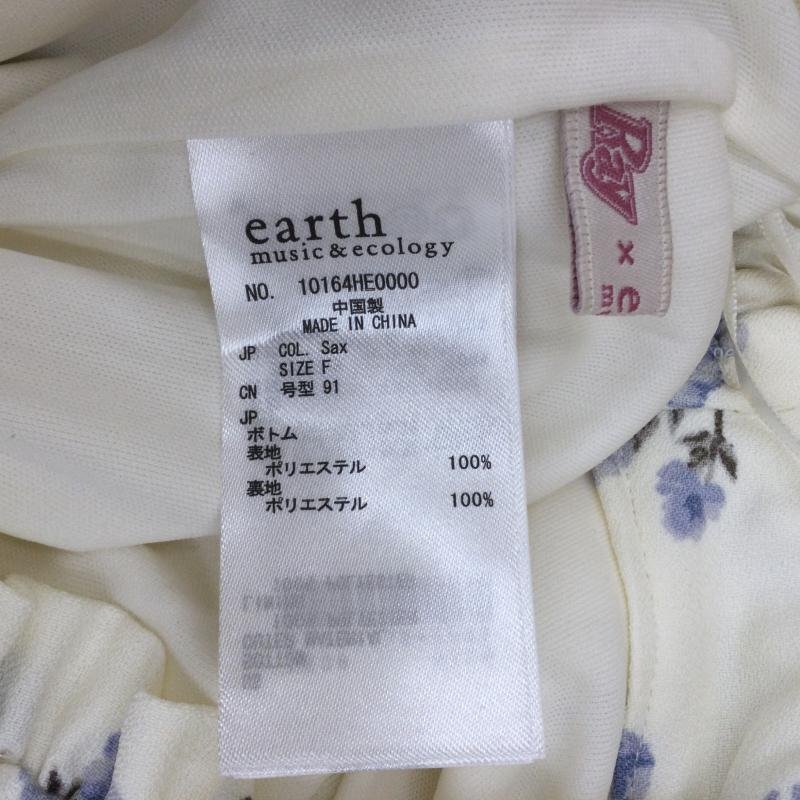 earth
music & ecology
NO. 10164HE0000
中国製
MADE IN CHINA
JP COL. Sax
SIZE F
CN 号型 91
JP
ボトム
表地
ポリエステル 100%
裏地
ポリエステル 100%
Ray × e